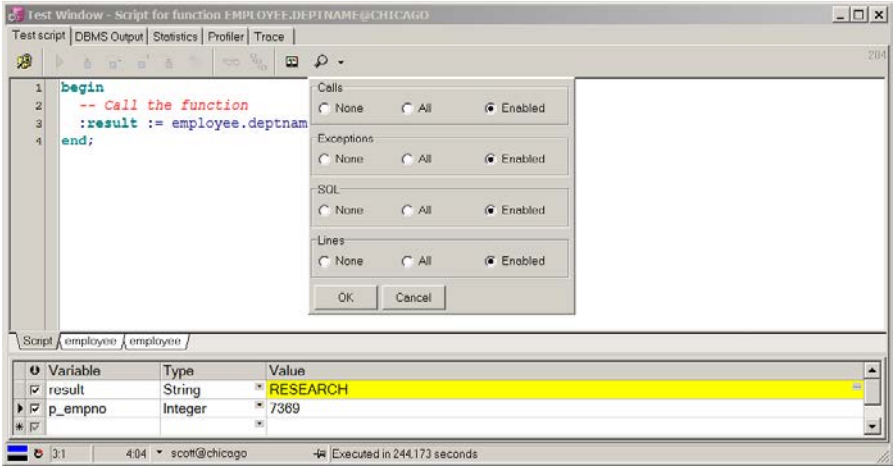 Test Window - Script for function EMPLOYEE.DEPTNAME@CHICAGO
Test script DBMS Output Statistics Profiler Trace
204
1 begin
2 -- Call the function
3 :result := employee.deptnam
4 end;
Calls
None All Enabled
Exceptions
None All Enabled
SQL
None All Enabled
Lines
None All Enabled
OK Cancel
Script employee employee
Variable Type Value
result String RESEARCH
p_empno Integer 7369
3:1 4:04 scott@chicago Executed in 244.173 seconds